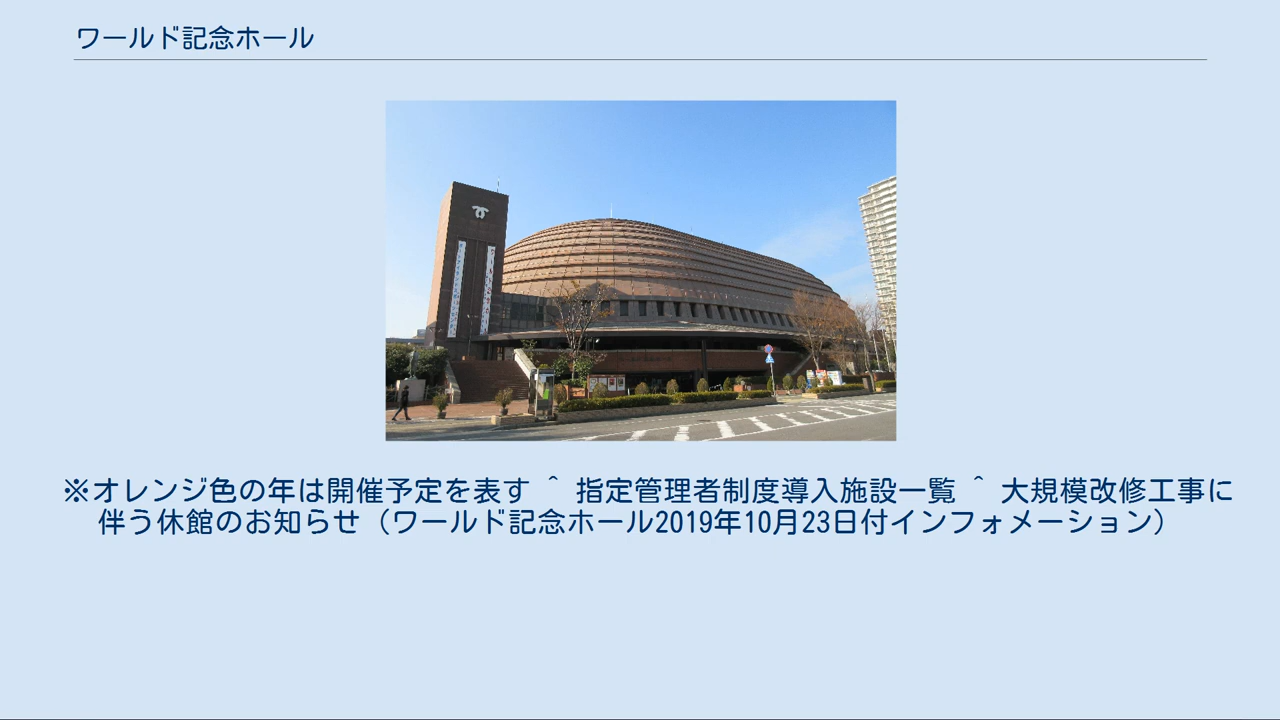 ワールド記念ホール
※オレンジ色の年は開催予定を表す ^ 指定管理者制度導入施設一覧 ^ 大規模改修工事に
伴う休館のお知らせ（ワールド記念ホール2019年10月23日付インフォメーション）